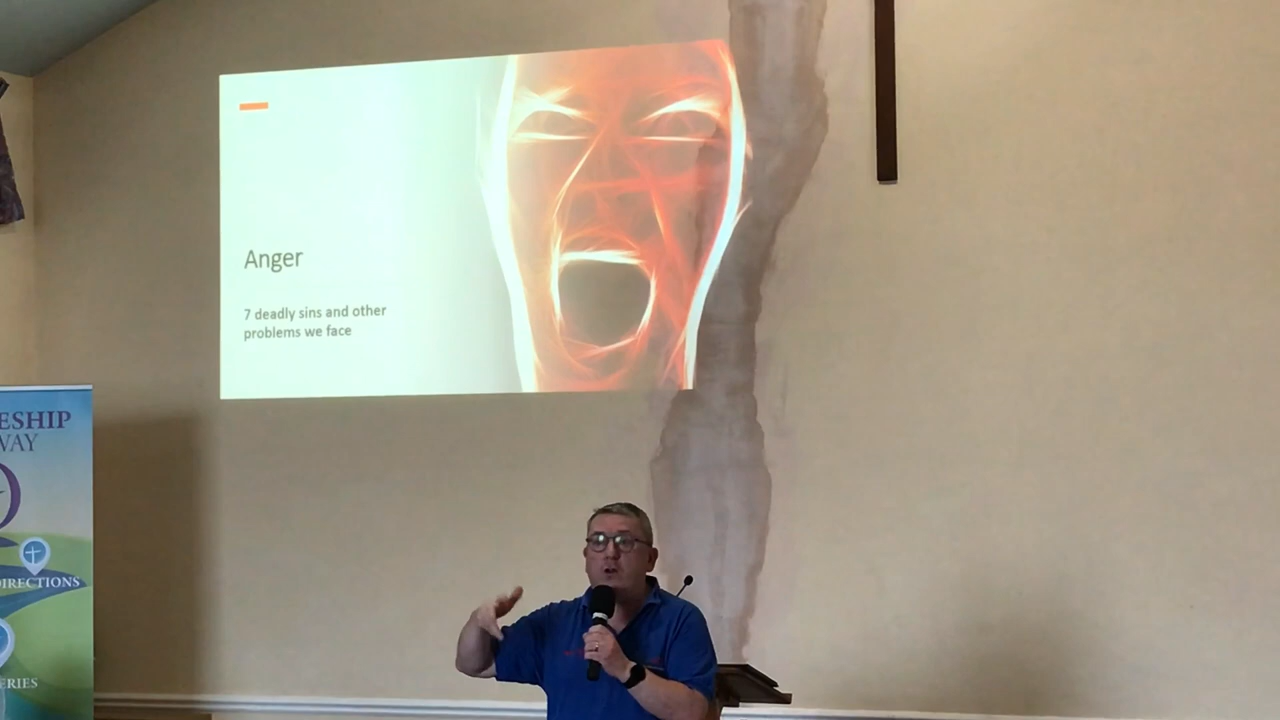 Anger
7 deadly sins and other
problems we face
ESHIP
WAY
DIRECTIONS
ERIES